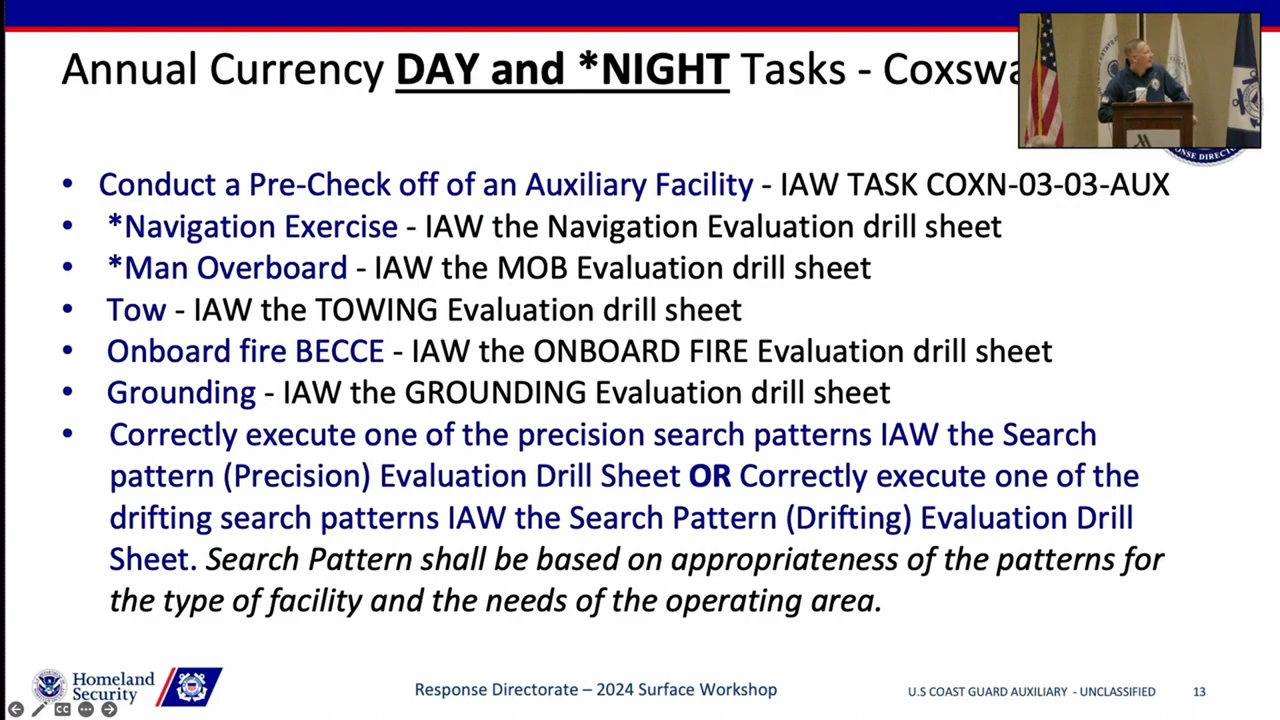 Annual Currency DAY and *NIGHT Tasks - Coxswa
• Conduct a Pre-Check off of an Auxiliary Facility - IAW TASK COXN-03-03-AUX
• *Navigation Exercise - IAW the Navigation Evaluation drill sheet
• *Man Overboard - IAW the MOB Evaluation drill sheet
• Tow - IAW the TOWING Evaluation drill sheet
• Onboard fire BECCE - IAW the ONBOARD FIRE Evaluation drill sheet
• Grounding - IAW the GROUNDING Evaluation drill sheet
• Correctly execute one of the precision search patterns IAW the Search
pattern (Precision) Evaluation Drill Sheet OR Correctly execute one of the
drifting search patterns IAW the Search Pattern (Drifting) Evaluation Drill
Sheet. Search Pattern shall be based on appropriateness of the patterns for
the type of facility and the needs of the operating area.
Homeland
Security
Response Directorate – 2024 Surface Workshop
U.S COAST GUARD AUXILIARY - UNCLASSIFIED
13
CC